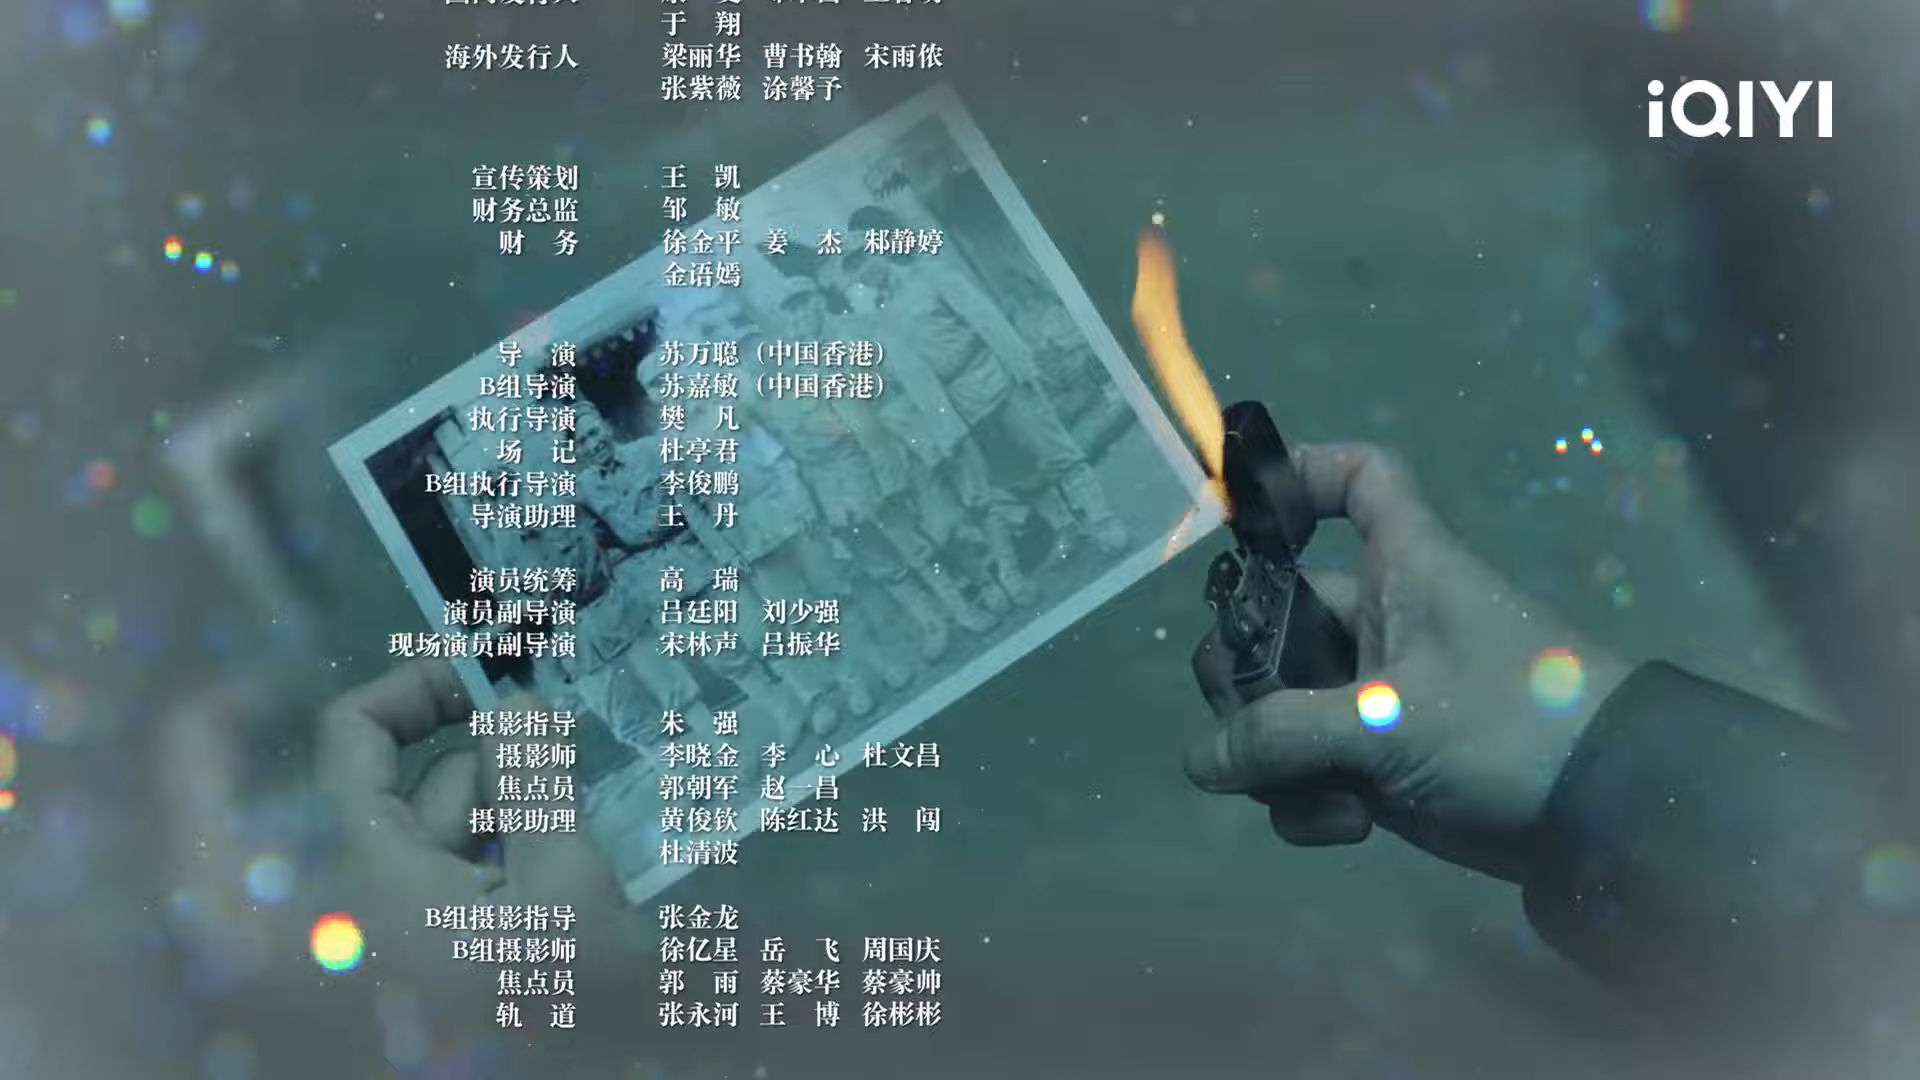 于　翔
海外发行人　梁丽华　曹书翰　宋雨侬
张紫薇　涂馨予
iQIYI
宣传策划　王　凯
财务总监　邹　敏
财　务　徐金平　姜　杰　邾静婷
金语嫣
导　演　苏万聪（中国香港）
B组导演　苏嘉敏（中国香港）
执行导演　樊　凡
场　记　杜亭君
B组执行导演　李俊鹏
导演助理　王　丹
演员统筹　高　瑞
演员副导演　吕廷阳　刘少强
现场演员副导演　宋林声　吕振华
摄影指导　朱　强
摄影师　李晓金　李　心　杜文昌
焦点员　郭朝军　赵一昌
摄影助理　黄俊钦　陈红达　洪　闯
杜清波
B组摄影指导　张金龙
B组摄影师　徐亿星　岳　飞　周国庆
焦点员　郭　雨　蔡豪华　蔡豪帅
轨　道　张永河　王　博　徐彬彬